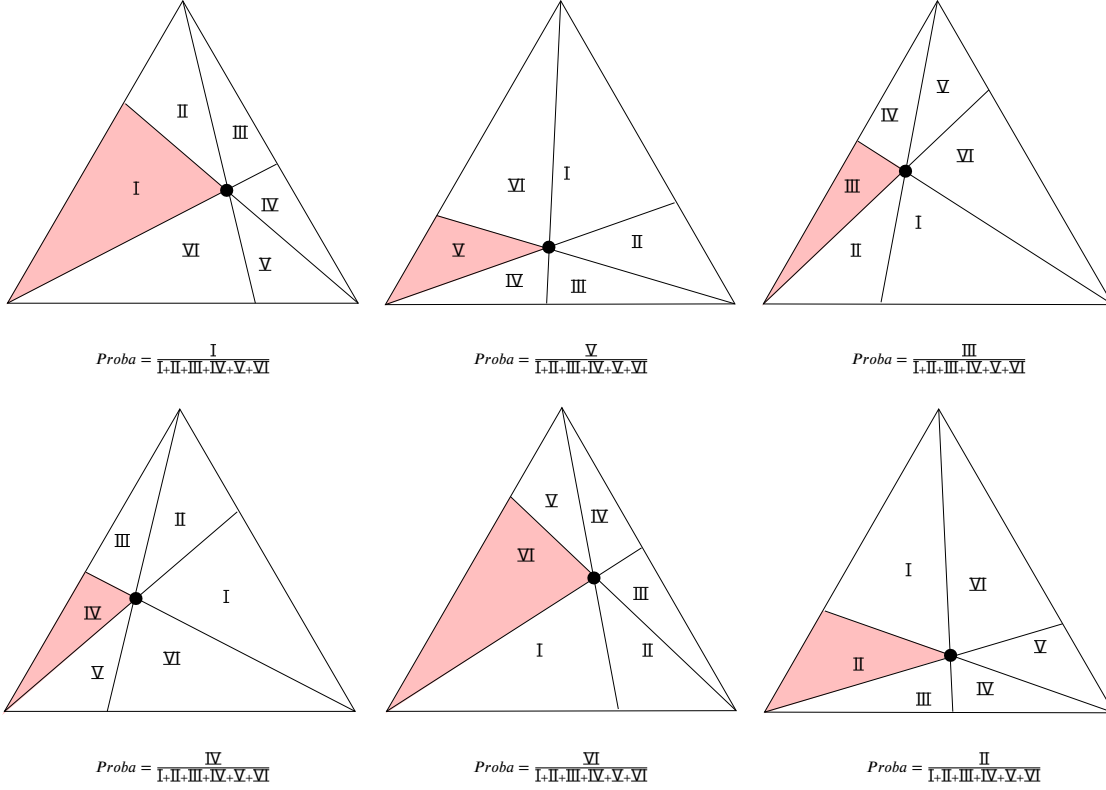 II
III
I
IV
VI
V
Proba = I / I+II+III+IV+V+VI
I
VI
II
V
IV
III
Proba = V / I+II+III+IV+V+VI
V
IV
VI
III
I
II
Proba = III / I+II+III+IV+V+VI
II
III
I
IV
VI
V
Proba = IV / I+II+III+IV+V+VI
V
IV
VI
III
I
II
Proba = VI / I+II+III+IV+V+VI
I
VI
V
II
IV
III
Proba = II / I+II+III+IV+V+VI